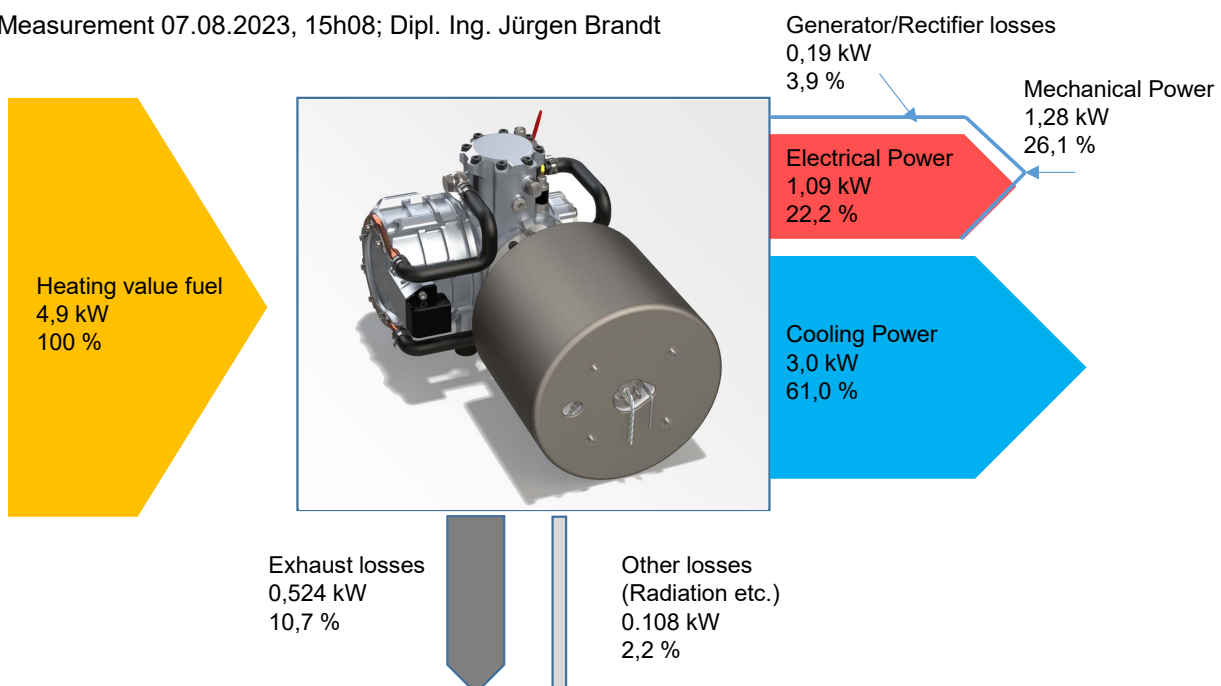 Measurement 07.08.2023, 15h08; Dipl. Ing. Jürgen Brandt
Generator/Rectifier losses
0,19 kW
3,9 %
Mechanical Power
1,28 kW
26,1 %
Electrical Power
1,09 kW
22,2 %
Heating value fuel
4,9 kW
100 %
Cooling Power
3,0 kW
61,0 %
Exhaust losses
0,524 kW
10,7 %
Other losses
(Radiation etc.)
0.108 kW
2,2 %